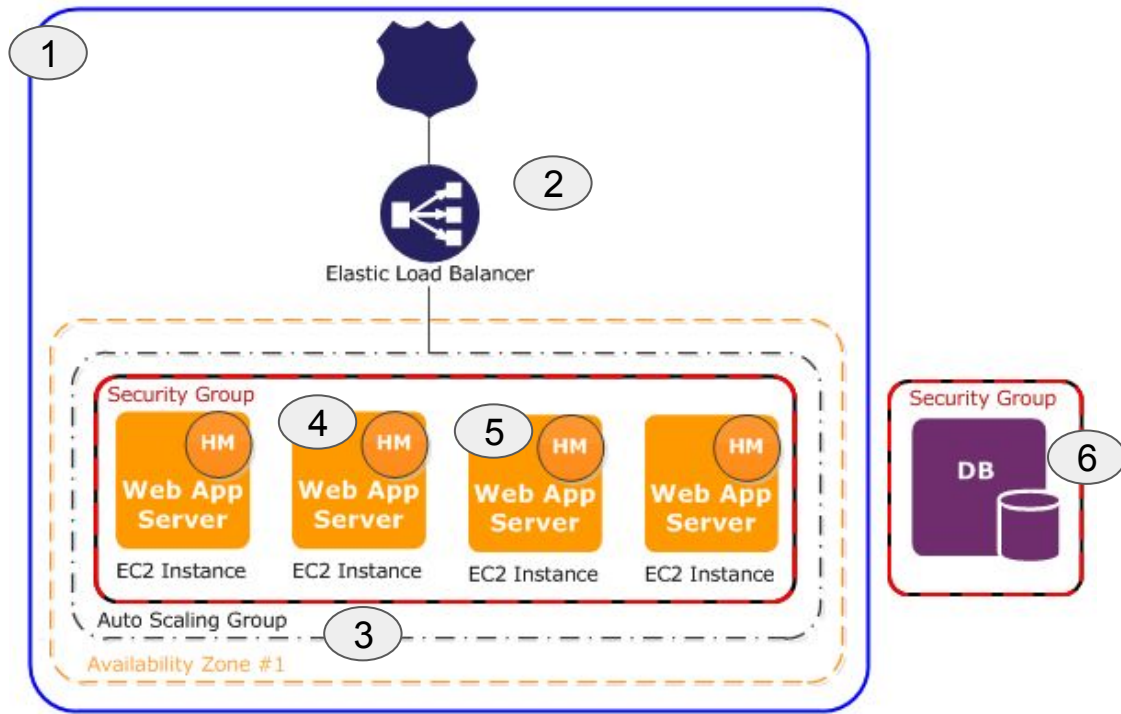 1
2
Elastic Load Balancer
Security Group
4
5
HM
HM
HM
HM
Web App
Server
Web App
Server
Web App
Server
Web App
Server
EC2 Instance
EC2 Instance
EC2 Instance
EC2 Instance
Auto Scaling Group
3
Availability Zone #1
Security Group
DB
6